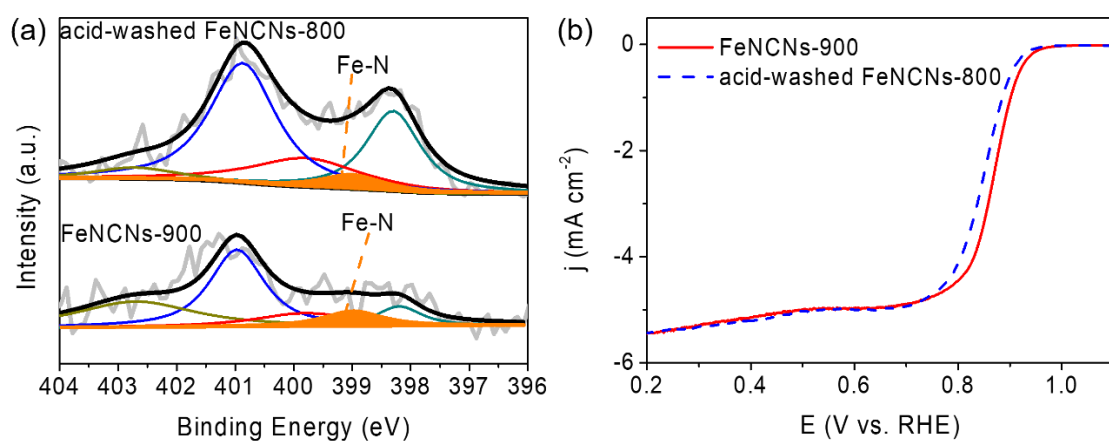 (a)
acid-washed FeNCNs-800
Fe-N
FeNCNs-900
Fe-N
Intensity (a.u.)
404 403 402 401 400 399 398 397 396
Binding Energy (eV)
(b)
FeNCNs-900
acid-washed FeNCNs-800
0
-2
-4
-6
j (mA cm-2)
0.2 0.4 0.6 0.8 1.0
E (V vs. RHE)